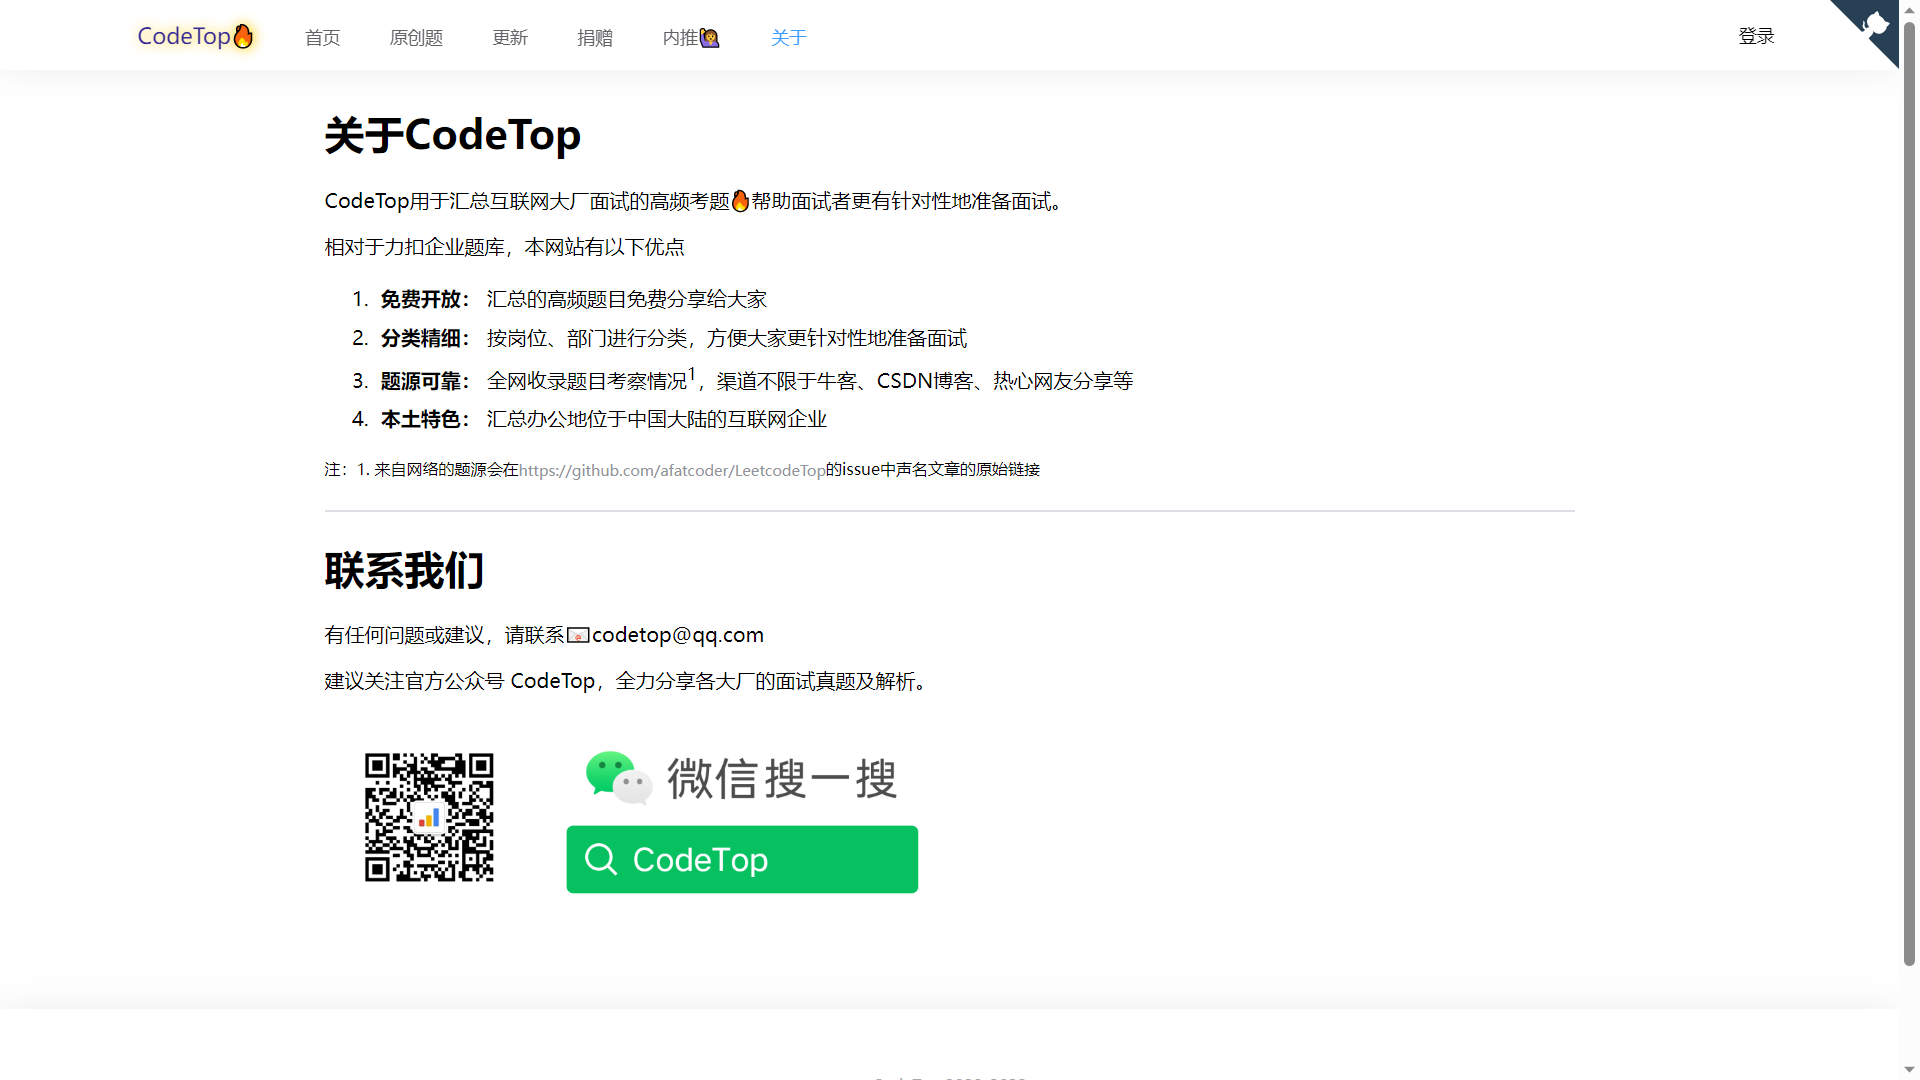 CodeTop🔥 首页 原创题 更新 捐赠 内推🙋‍♀️ 关于 登录
关于CodeTop
CodeTop用于汇总互联网大厂面试的高频考题🔥帮助面试者更有针对性地准备面试。
相对于力扣企业题库，本网站有以下优点
1. 免费开放： 汇总的高频题目免费分享给大家
2. 分类精细： 按岗位、部门进行分类，方便大家更针对性地准备面试
3. 题源可靠： 全网收录题目考察情况1，渠道不限于牛客、CSDN博客、热心网友分享等
4. 本土特色： 汇总办公地位于中国大陆的互联网企业
注：1. 来自网络的题源会在https://github.com/afatcoder/LeetcodeTop的issue中声名文章的原始链接
联系我们
有任何问题或建议，请联系📧codetop@qq.com
建议关注官方公众号 CodeTop，全力分享各大厂的面试真题及解析。
微信搜一搜
CodeTop